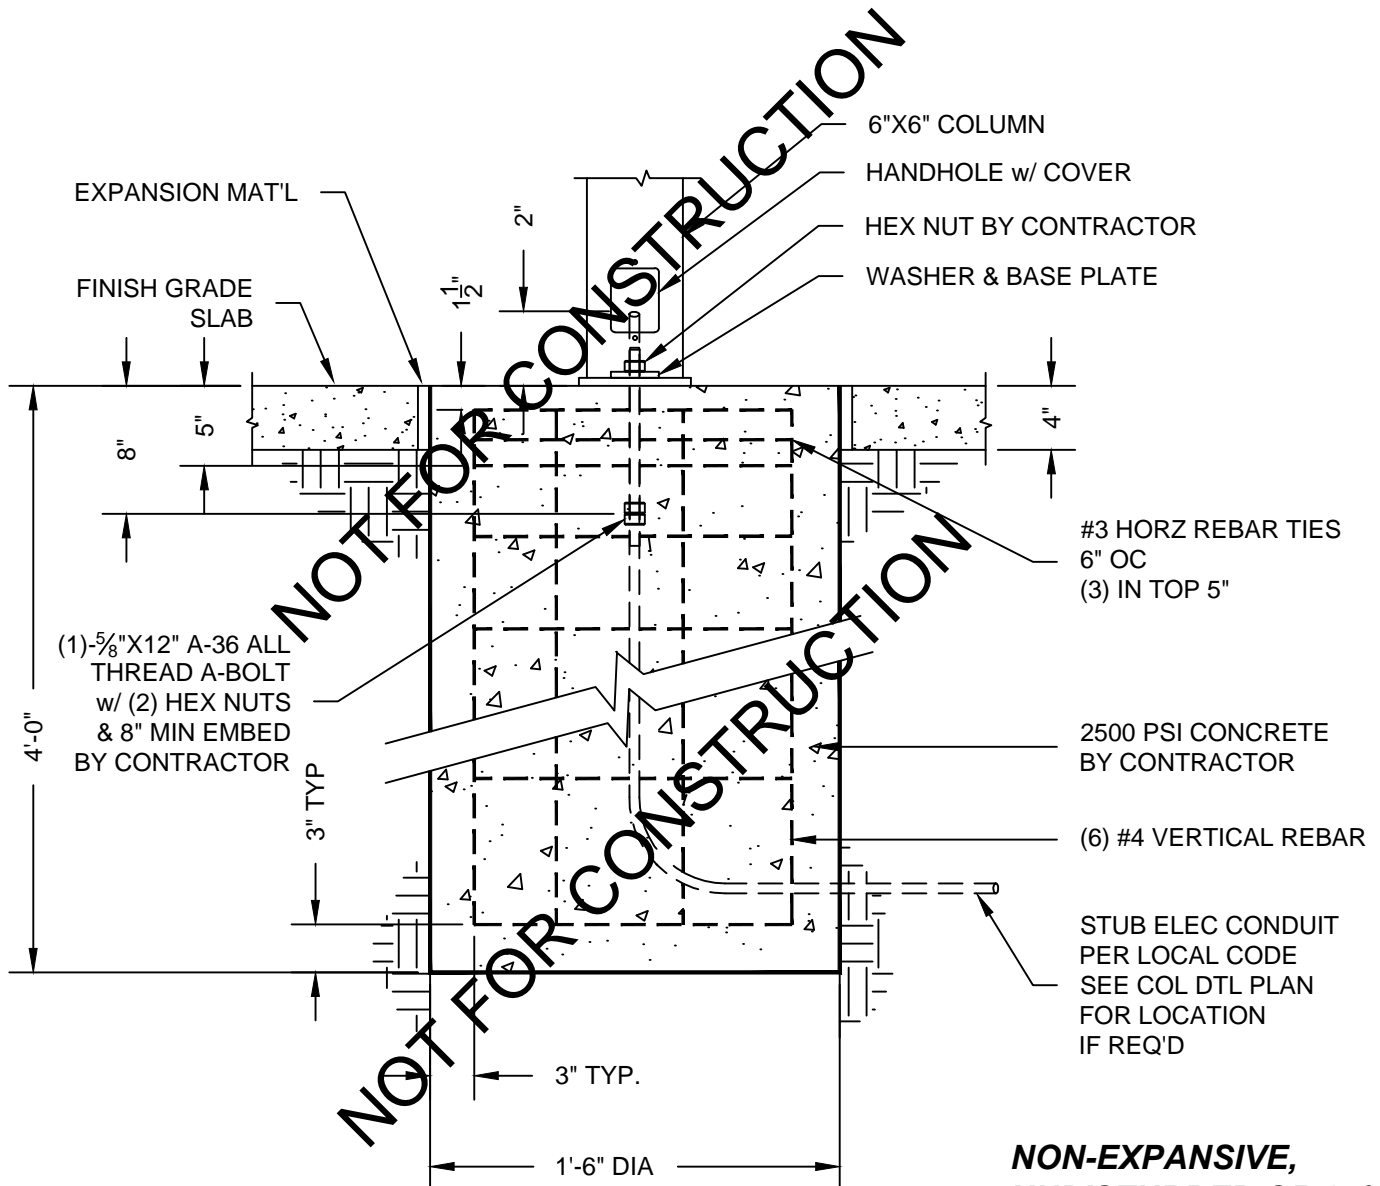 6"X6" COLUMN
HANDHOLE w/ COVER
HEX NUT BY CONTRACTOR
WASHER & BASE PLATE
EXPANSION MAT'L
FINISH GRADE
SLAB
2"
1 1/2"
8"
5"
4"
4'-0"
#3 HORZ REBAR TIES
6" OC
(3) IN TOP 5"
(1)-5/8"X12" A-36 ALL
THREAD A-BOLT
w/ (2) HEX NUTS
& 8" MIN EMBED
BY CONTRACTOR
2500 PSI CONCRETE
BY CONTRACTOR
3" TYP
(6) #4 VERTICAL REBAR
STUB ELEC CONDUIT
PER LOCAL CODE
SEE COL DTL PLAN
FOR LOCATION
IF REQ'D
3" TYP.
1'-6" DIA
NOT FOR CONSTRUCTION
NOT FOR CONSTRUCTION
NON-EXPANSIVE,